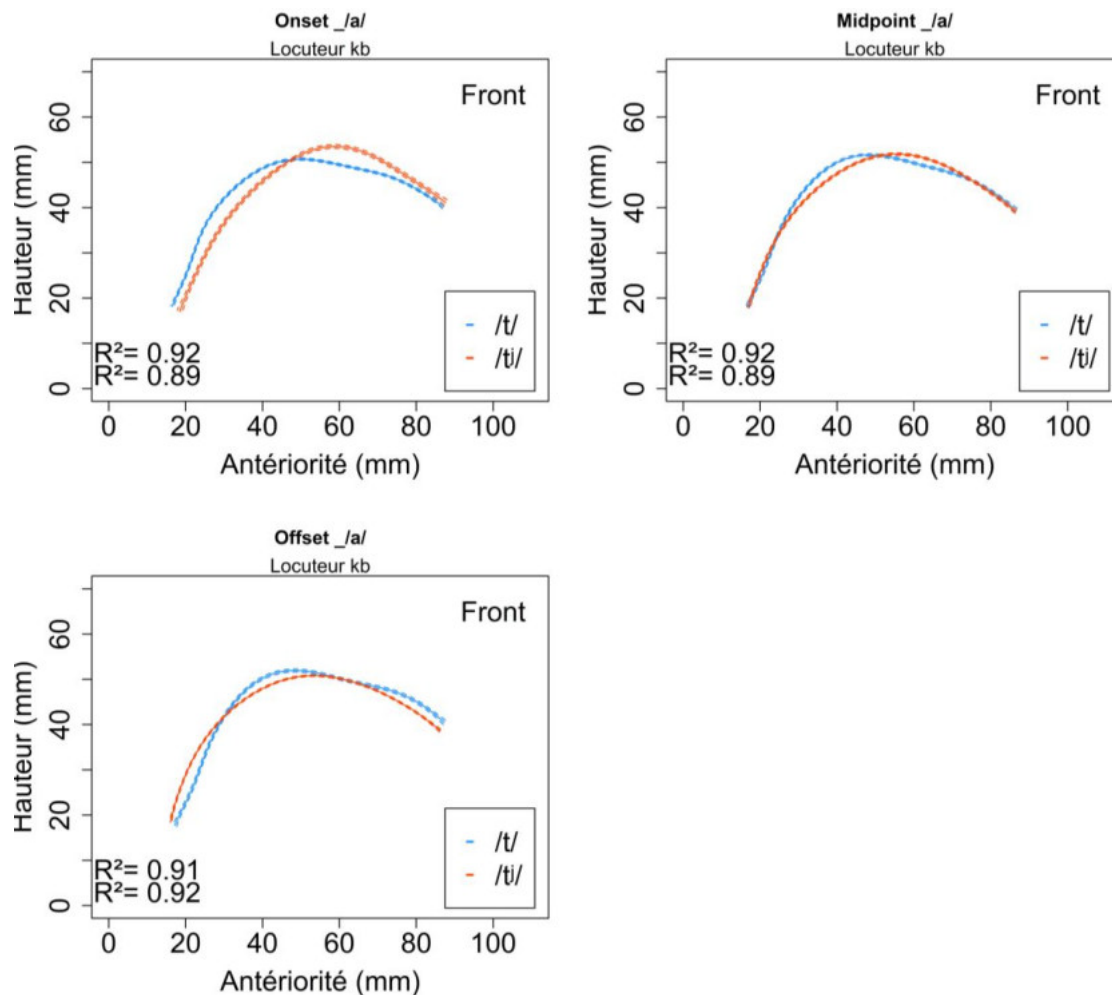 Onset _/a/
Locuteur kb
Front
Hauteur (mm)
60
40
20
0
/t/
/tʲ/
R²= 0.92
R²= 0.89
0 20 40 60 80 100
Antériorité (mm)
Midpoint _/a/
Locuteur kb
Front
Hauteur (mm)
60
40
20
0
/t/
/tʲ/
R²= 0.92
R²= 0.89
0 20 40 60 80 100
Antériorité (mm)
Offset _/a/
Locuteur kb
Front
Hauteur (mm)
60
40
20
0
/t/
/tʲ/
R²= 0.91
R²= 0.92
0 20 40 60 80 100
Antériorité (mm)